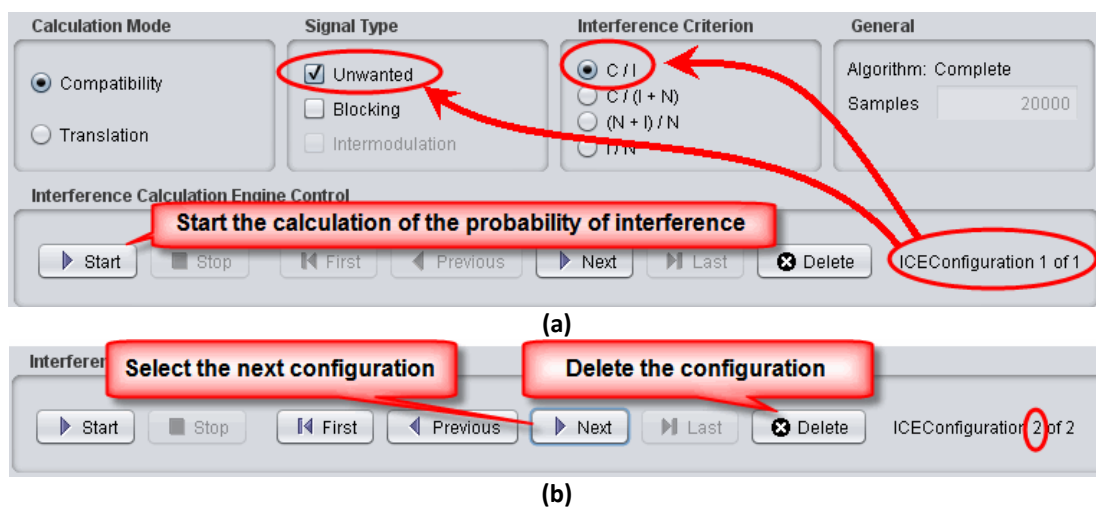 Calculation Mode Signal Type Interference Criterion General
Compatibility Unwanted C / I Algorithm: Complete
Blocking C / (I + N) Samples 20000
Translation (N + I) / N
Intermodulation I / N
Interference Calculation Engine Control
Start the calculation of the probability of interference
Start Stop First Previous Next Last Delete ICEConfiguration 1 of 1
(a)
Select the next configuration Delete the configuration
Start Stop First Previous Next Last Delete ICEConfiguration 2 of 2
(b)